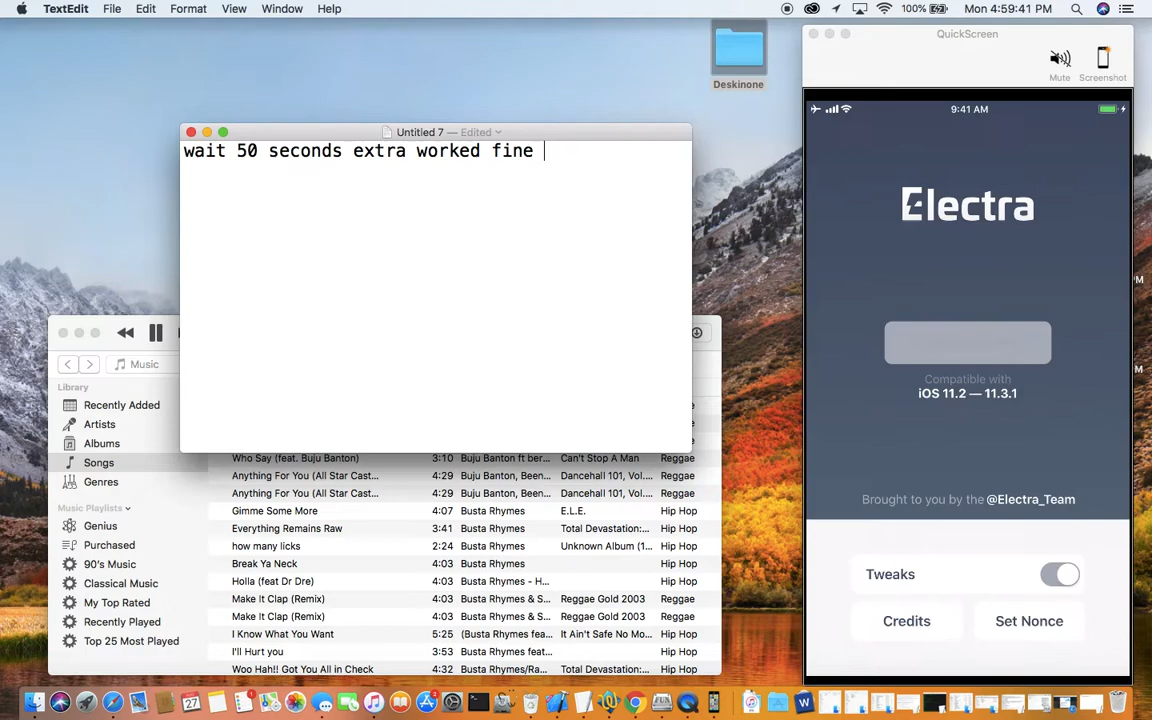 TextEdit File Edit Format View Window Help 100% Mon 4:59:41 PM
Deskinone
QuickScreen
Mute Screenshot
9:41 AM
Untitled 7 — Edited
wait 50 seconds extra worked fine
Electra
Compatible with
iOS 11.2 — 11.3.1
Brought to you by the @Electra_Team
Tweaks
Credits Set Nonce
Music
Library
Recently Added
Artists
Albums
Songs
Genres
Music Playlists
Genius
Purchased
90's Music
Classical Music
My Top Rated
Recently Played
Top 25 Most Played
Who Say (feat. Buju Banton) 3:10 Buju Banton ft ber... Can't Stop A Man Reggae
Anything For You (All Star Cast... 4:29 Buju Banton, Been... Dancehall 101, Vol.... Reggae
Anything For You (All Star Cast... 4:29 Buju Banton, Been... Dancehall 101, Vol.... Reggae
Gimme Some More 4:07 Busta Rhymes E.L.E. Hip Hop
Everything Remains Raw 3:41 Busta Rhymes Total Devastation:... Hip Hop
how many licks 2:24 Busta Rhymes Unknown Album (1... Hip Hop
Break Ya Neck 4:03 Busta Rhymes Hip Hop
Holla (feat Dr Dre) 4:03 Busta Rhymes - H... Hip Hop
Make It Clap (Remix) 4:03 Busta Rhymes & S... Reggae Gold 2003 Reggae
Make It Clap (Remix) 4:03 Busta Rhymes & S... Reggae Gold 2003 Reggae
I Know What You Want 5:25 (Busta Rhymes fea... It Ain't Safe No Mo... Hip Hop
I'll Hurt you 3:53 Busta Rhymes feat... Hip Hop
Woo Hah!! Got You All in Check 4:32 Busta Rhymes/Ra... Total Devastation:... Hip Hop